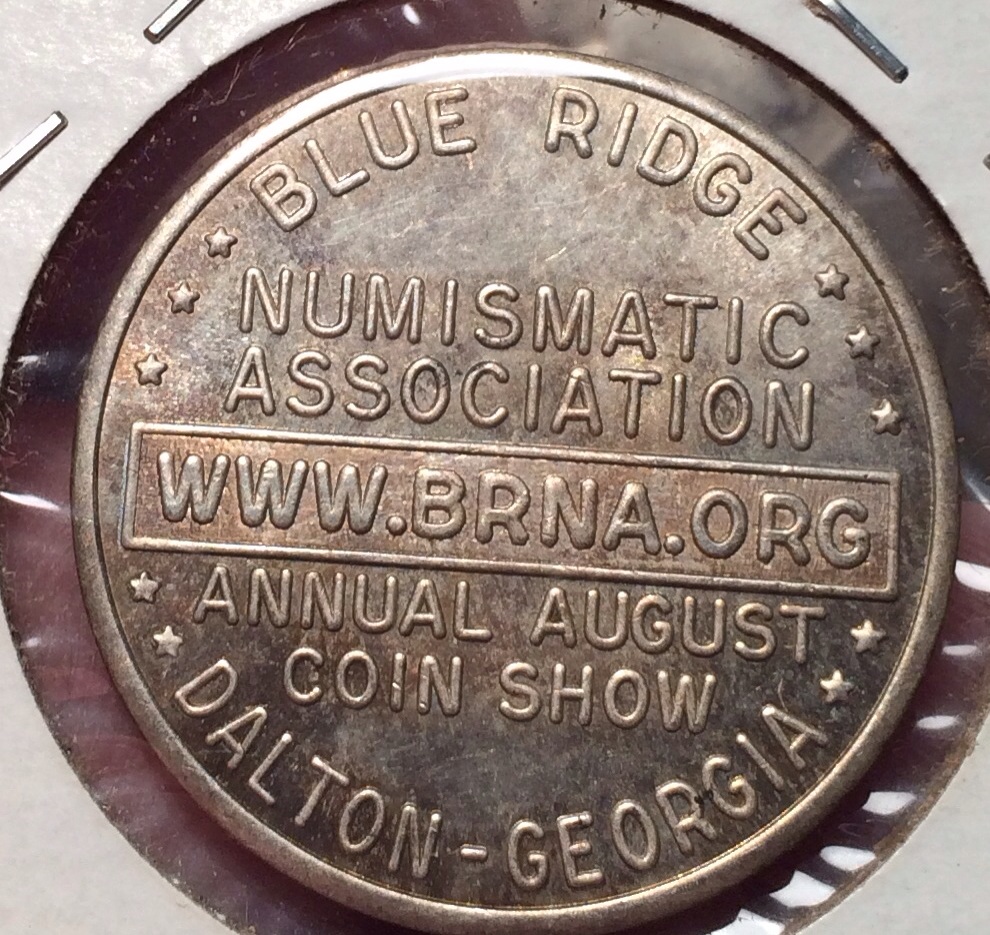 BLUE RIDGE
NUMISMATIC
ASSOCIATION
WWW.BRNA.ORG
ANNUAL AUGUST
COIN SHOW
DALTON-GEORGIA